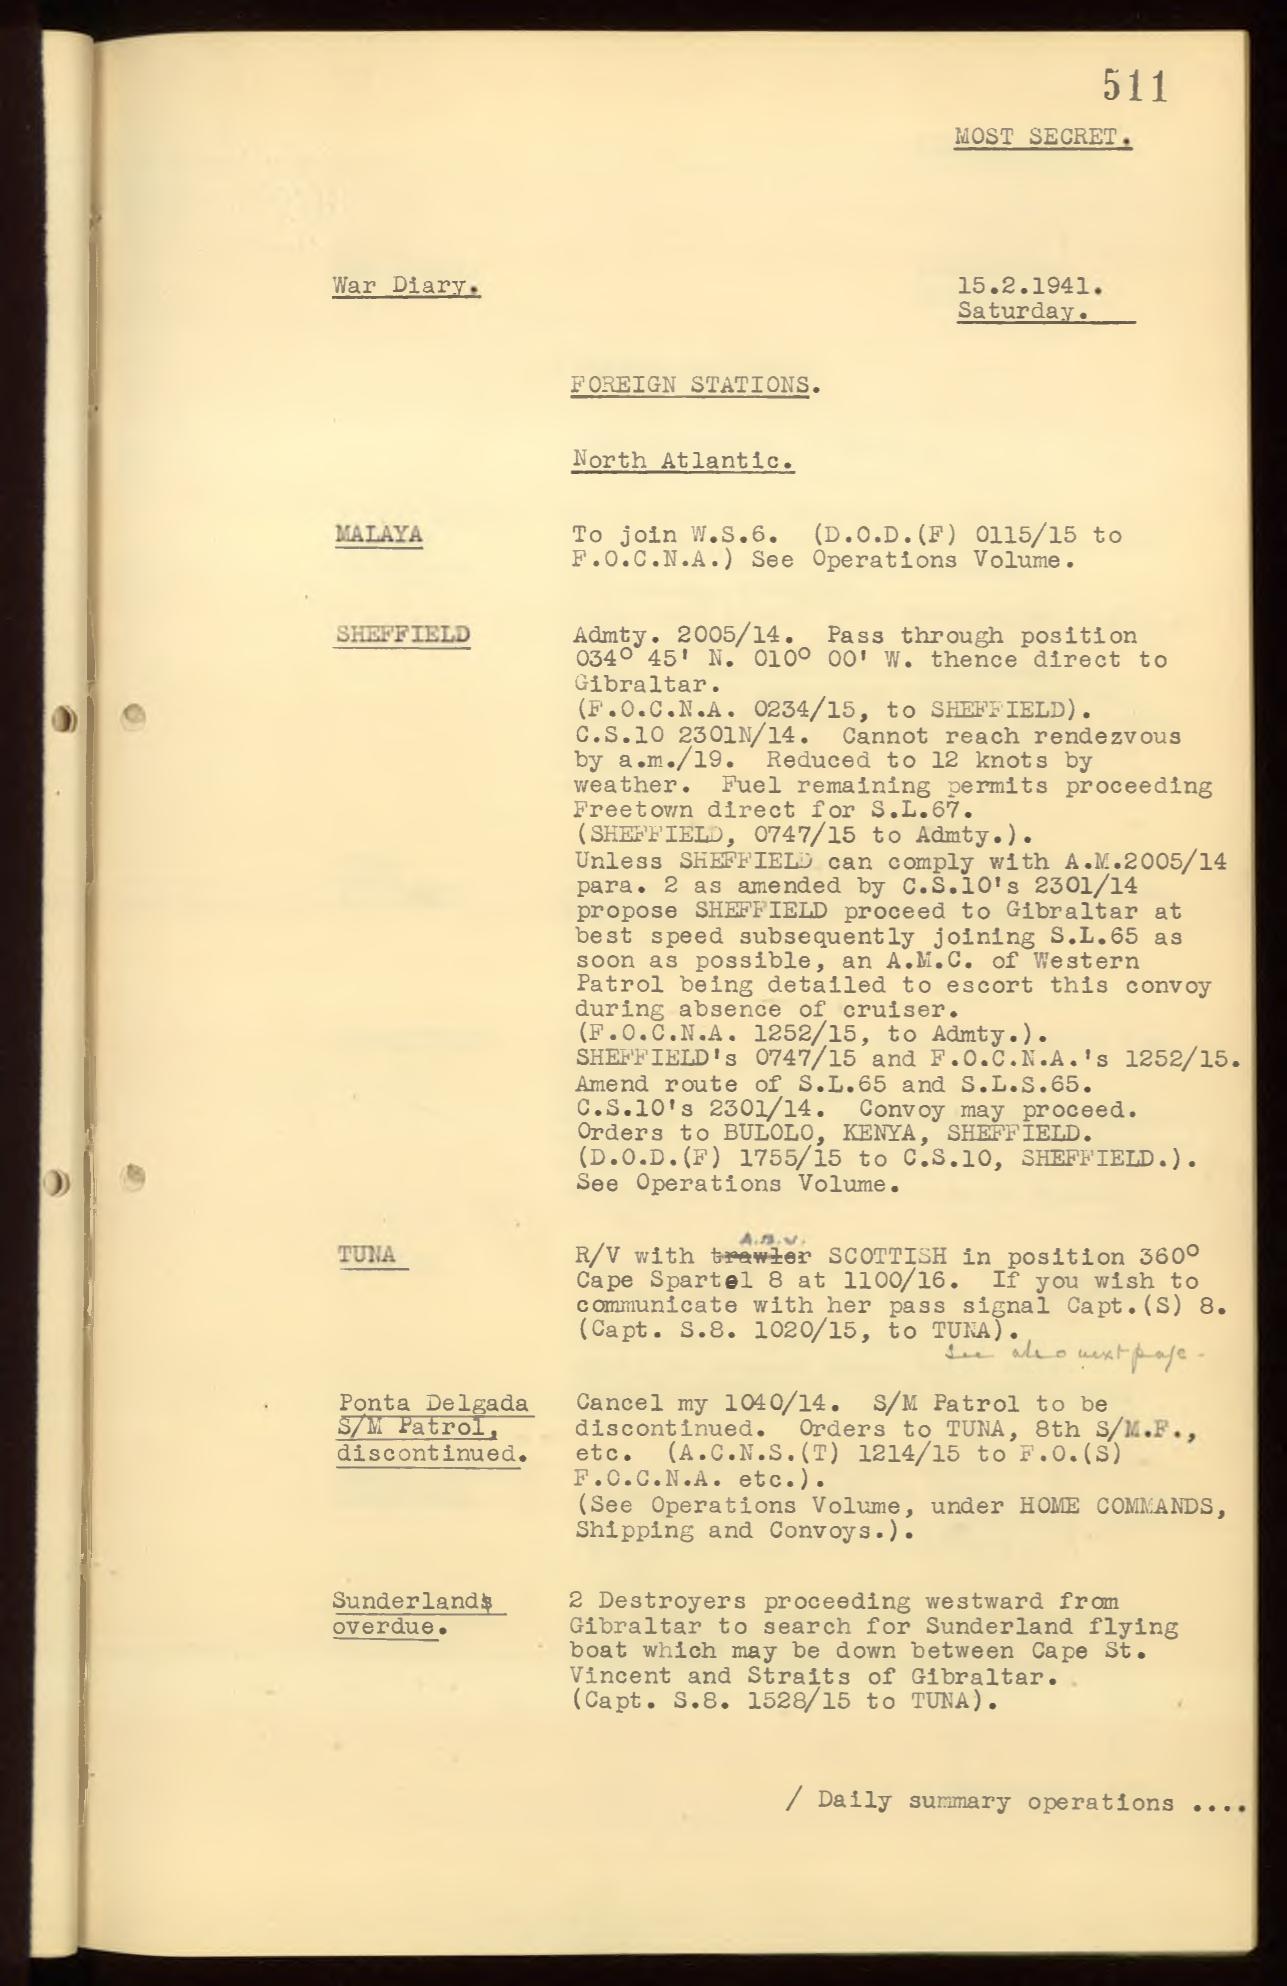 511
MOST SECRET.
War Diary.
15.2.1941.
Saturday.
FOREIGN STATIONS.
North Atlantic.
MALAYA
To join W.S.6. (D.O.D.(F) 0115/15 to
F.O.C.N.A.) See Operations Volume.
SHEFFIELD
Admty. 2005/14. Pass through position
034° 45' N. 010° 00' W. thence direct to
Gibraltar.
(F.O.C.N.A. 0234/15, to SHEFFIELD).
C.S.10 2301N/14. Cannot reach rendezvous
by a.m./19. Reduced to 12 knots by
weather. Fuel remaining permits proceeding
Freetown direct for S.L.67.
(SHEFFIELD, 0747/15 to Admty.).
Unless SHEFFIELD can comply with A.M.2005/14
para. 2 as amended by C.S.10's 2301/14
propose SHEFFIELD proceed to Gibraltar at
best speed subsequently joining S.L.65 as
soon as possible, an A.M.C. of Western
Patrol being detailed to escort this convoy
during absence of cruiser.
(F.O.C.N.A. 1252/15, to Admty.).
SHEFFIELD's 0747/15 and F.O.C.N.A.'s 1252/15.
Amend route of S.L.65 and S.L.S.65.
C.S.10's 2301/14. Convoy may proceed.
Orders to BULOLO, KENYA, SHEFFIELD.
(D.O.D.(F) 1755/15 to C.S.10, SHEFFIELD.).
See Operations Volume.
TUNA
A.B.V.
R/V with trawler SCOTTISH in position 360°
Cape Spartel 8 at 1100/16. If you wish to
communicate with her pass signal Capt.(S) 8.
(Capt. S.8. 1020/15, to TUNA).
See also next page -
Ponta Delgada
S/M Patrol,
discontinued.
Cancel my 1040/14. S/M Patrol to be
discontinued. Orders to TUNA, 8th S/M.F.,
etc. (A.C.N.S.(T) 1214/15 to F.O.(S)
F.O.C.N.A. etc.).
(See Operations Volume, under HOME COMMANDS,
Shipping and Convoys.).
Sunderlands
overdue.
2 Destroyers proceeding westward from
Gibraltar to search for Sunderland flying
boat which may be down between Cape St.
Vincent and Straits of Gibraltar.
(Capt. S.8. 1528/15 to TUNA).
/ Daily summary operations ....